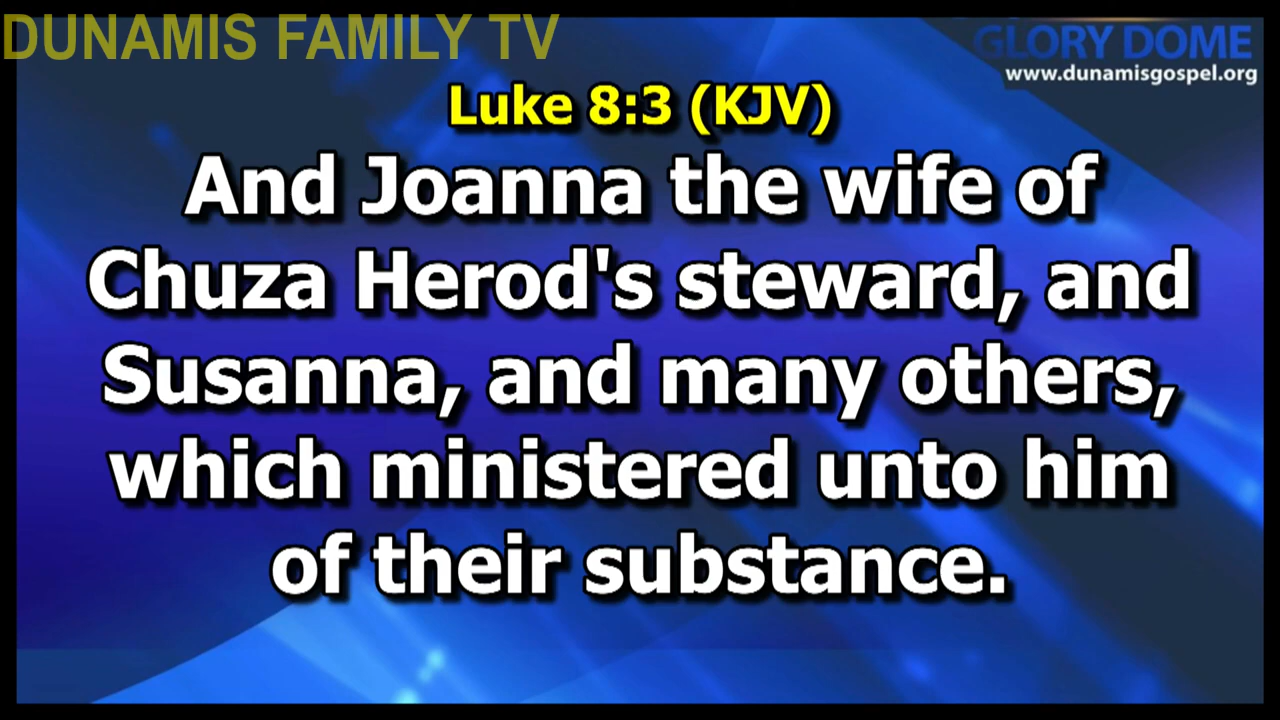 DUNAMIS FAMILY TV
GLORY DOME
www.dunamisgospel.org
Luke 8:3 (KJV)
And Joanna the wife of
Chuza Herod's steward, and
Susanna, and many others,
which ministered unto him
of their substance.